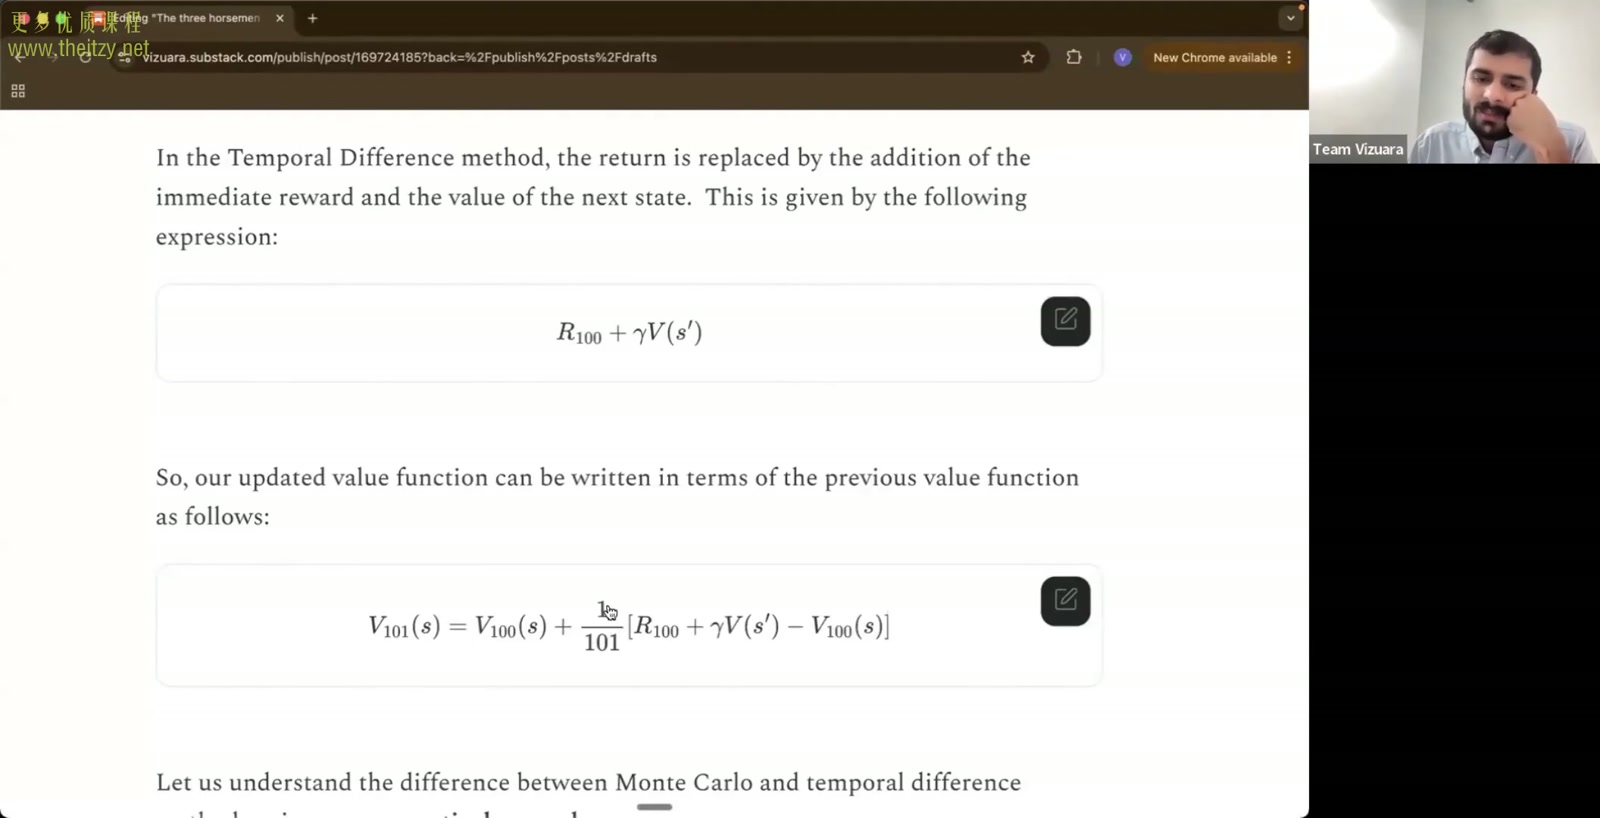 更多优质课程
www.theitzy.net
Editing "The three horsemen
vizuara.substack.com/publish/post/169724185?back=%2Fpublish%2Fposts%2Fdrafts
V
New Chrome available
Team Vizuara
In the Temporal Difference method, the return is replaced by the addition of the
immediate reward and the value of the next state. This is given by the following
expression:
R₁₀₀ + γV(s′)
So, our updated value function can be written in terms of the previous value function
as follows:
V₁₀₁(s) = V₁₀₀(s) + 1/101 [R₁₀₀ + γV(s′) − V₁₀₀(s)]
Let us understand the difference between Monte Carlo and temporal difference